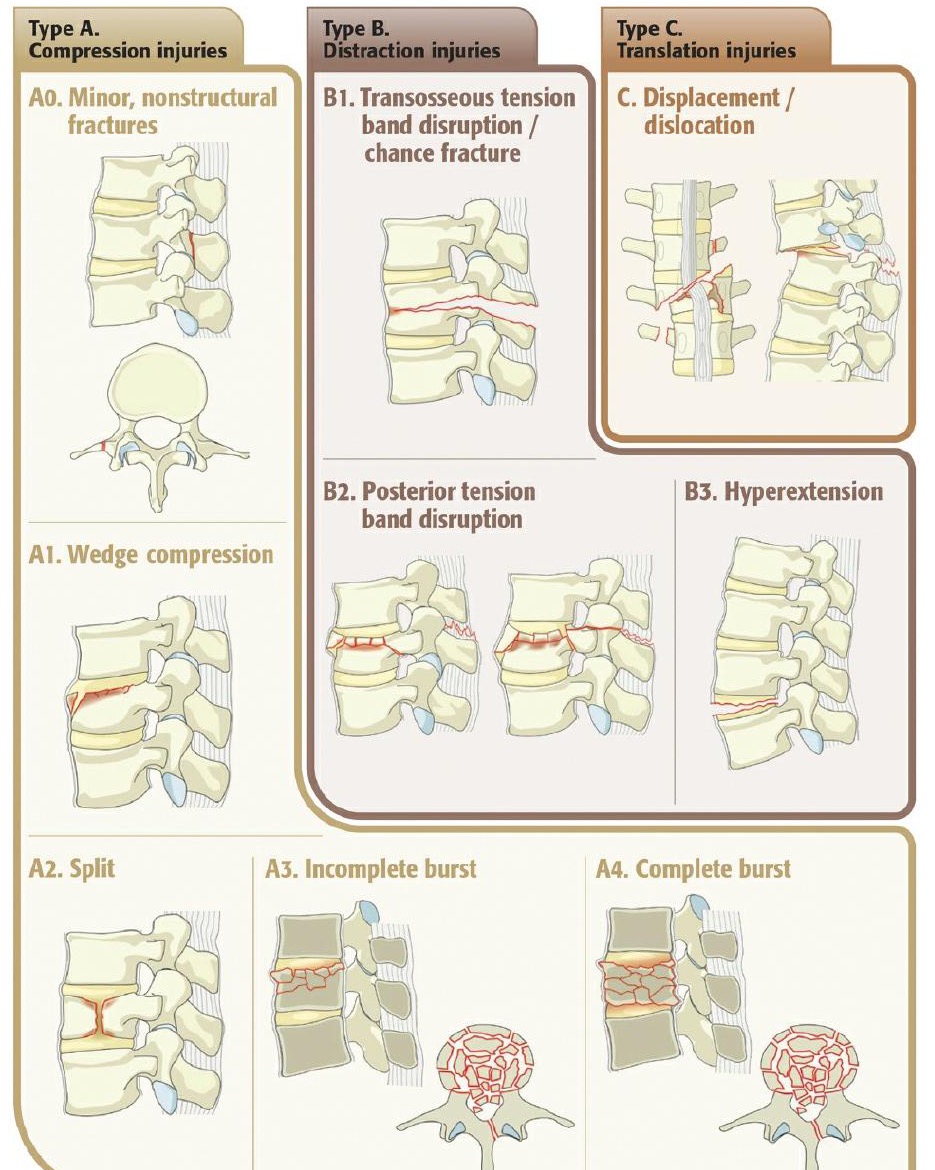 Type A.
Compression injuries
A0. Minor, nonstructural
fractures
A1. Wedge compression
A2. Split
A3. Incomplete burst
A4. Complete burst
Type B.
Distraction injuries
B1. Transosseous tension
band disruption /
chance fracture
B2. Posterior tension
band disruption
B3. Hyperextension
Type C.
Translation injuries
C. Displacement /
dislocation